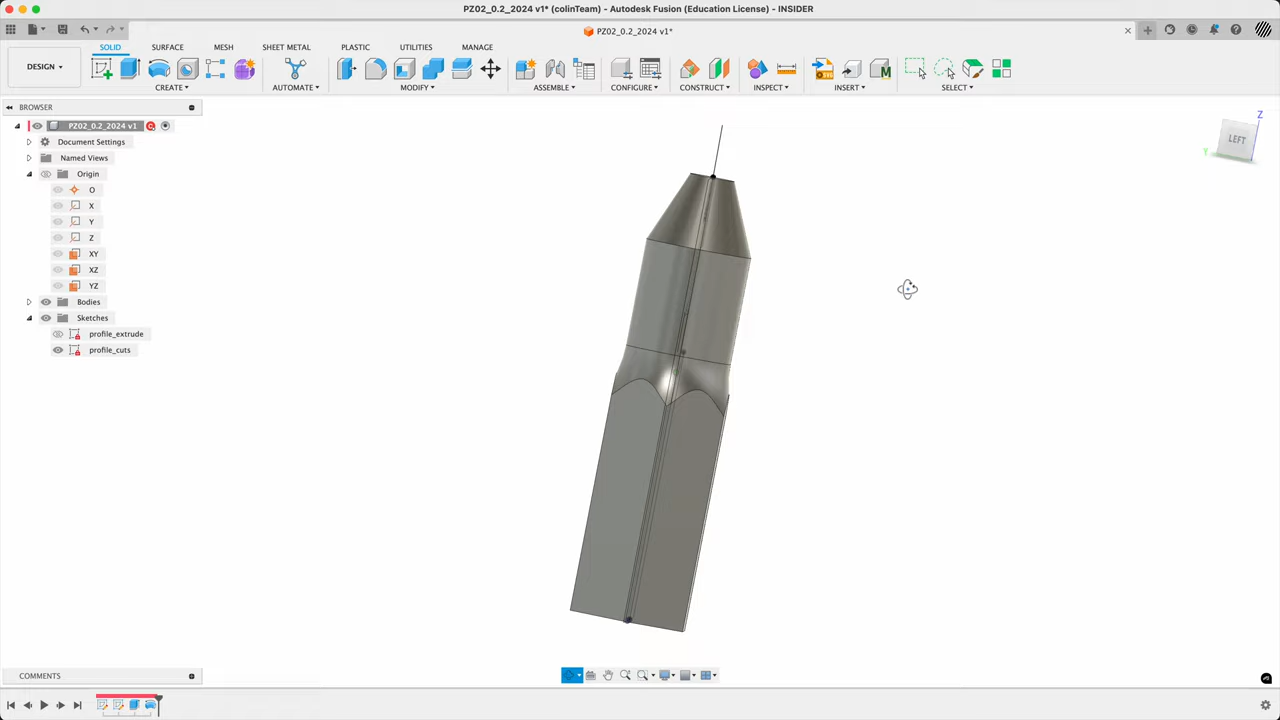 PZ02_0.2_2024 v1* (colinTeam) - Autodesk Fusion (Education License) - INSIDER
PZ02_0.2_2024 v1*
SOLID SURFACE MESH SHEET METAL PLASTIC UTILITIES MANAGE
DESIGN
CREATE AUTOMATE MODIFY ASSEMBLE CONFIGURE CONSTRUCT INSPECT INSERT SELECT
BROWSER
PZ02_0.2_2024 v1
Document Settings
Named Views
Origin
O
X
Y
Z
XY
XZ
YZ
Bodies
Sketches
profile_extrude
profile_cuts
Z
LEFT
Y
COMMENTS